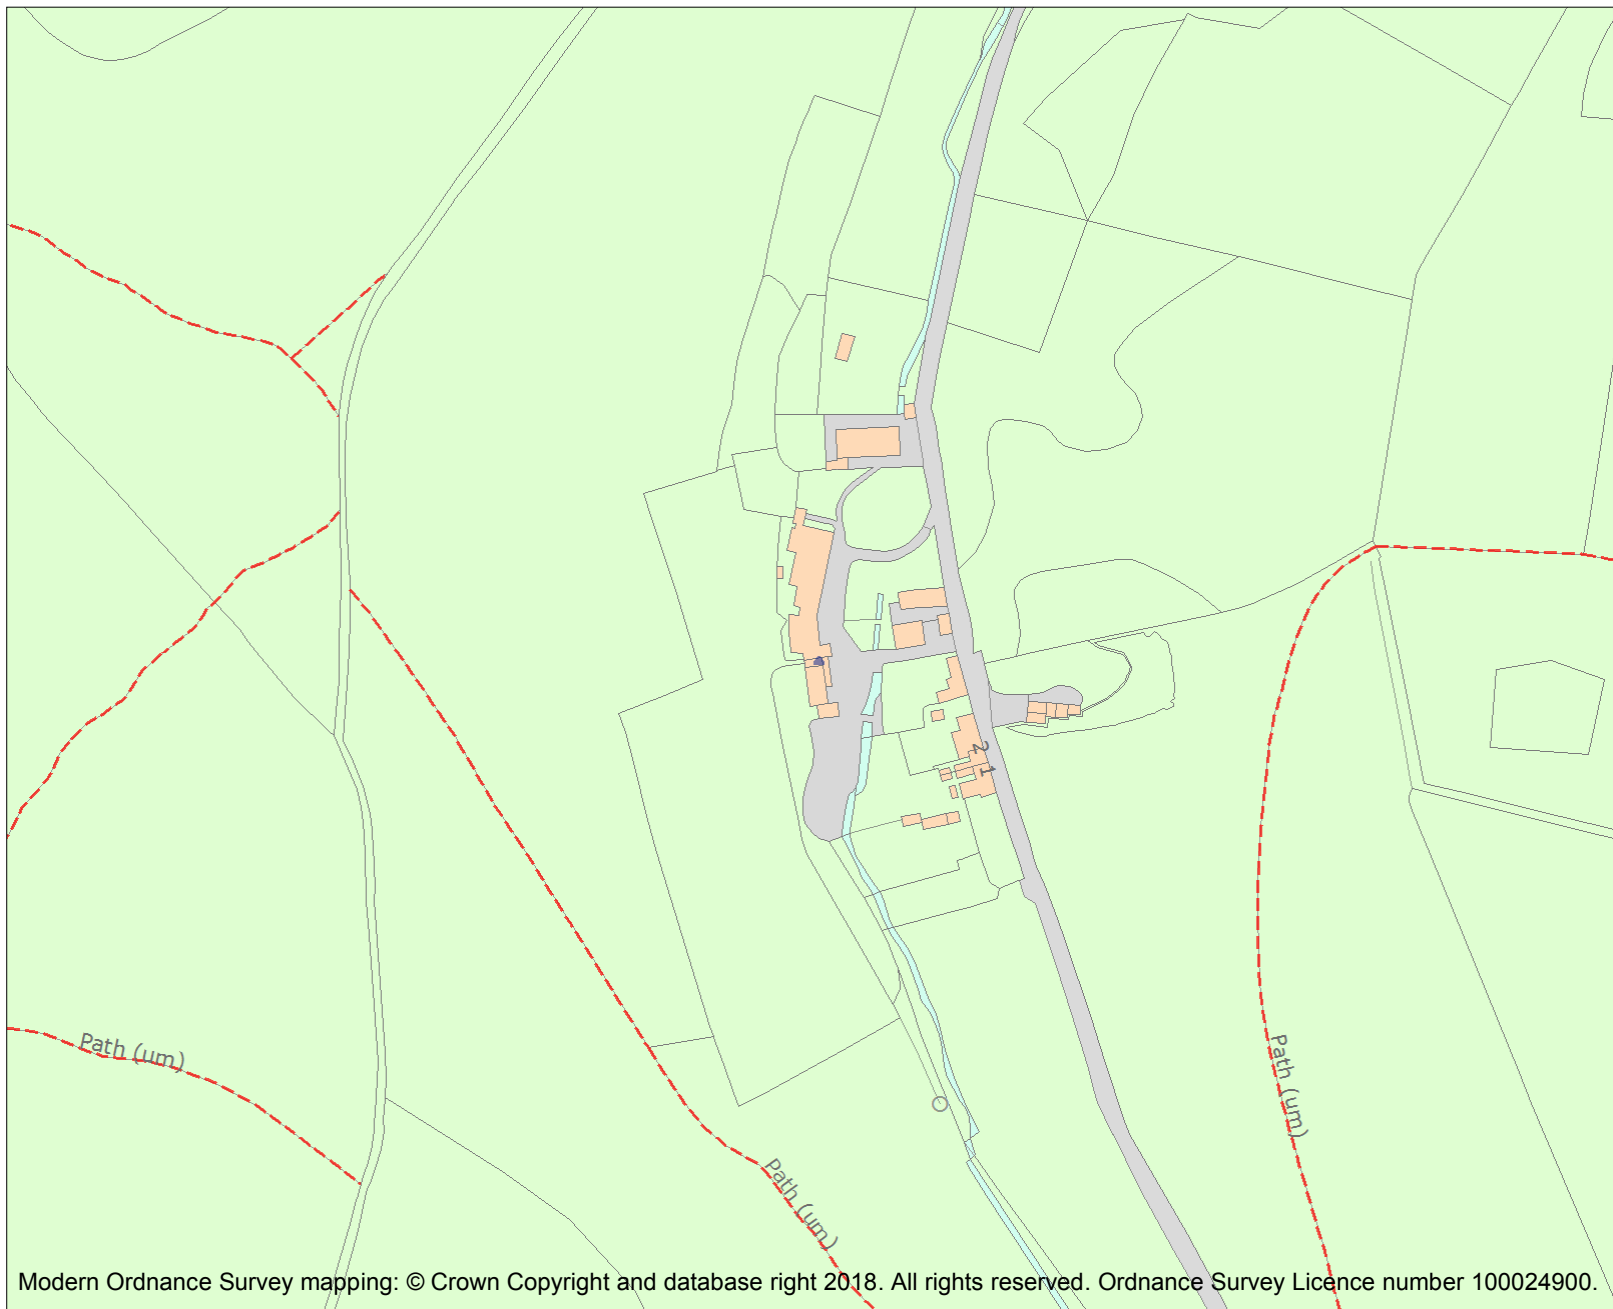 2
1
Path (um)
Path (um)
Path (um)
Modern Ordnance Survey mapping: © Crown Copyright and database right 2018. All rights reserved. Ordnance Survey Licence number 100024900.